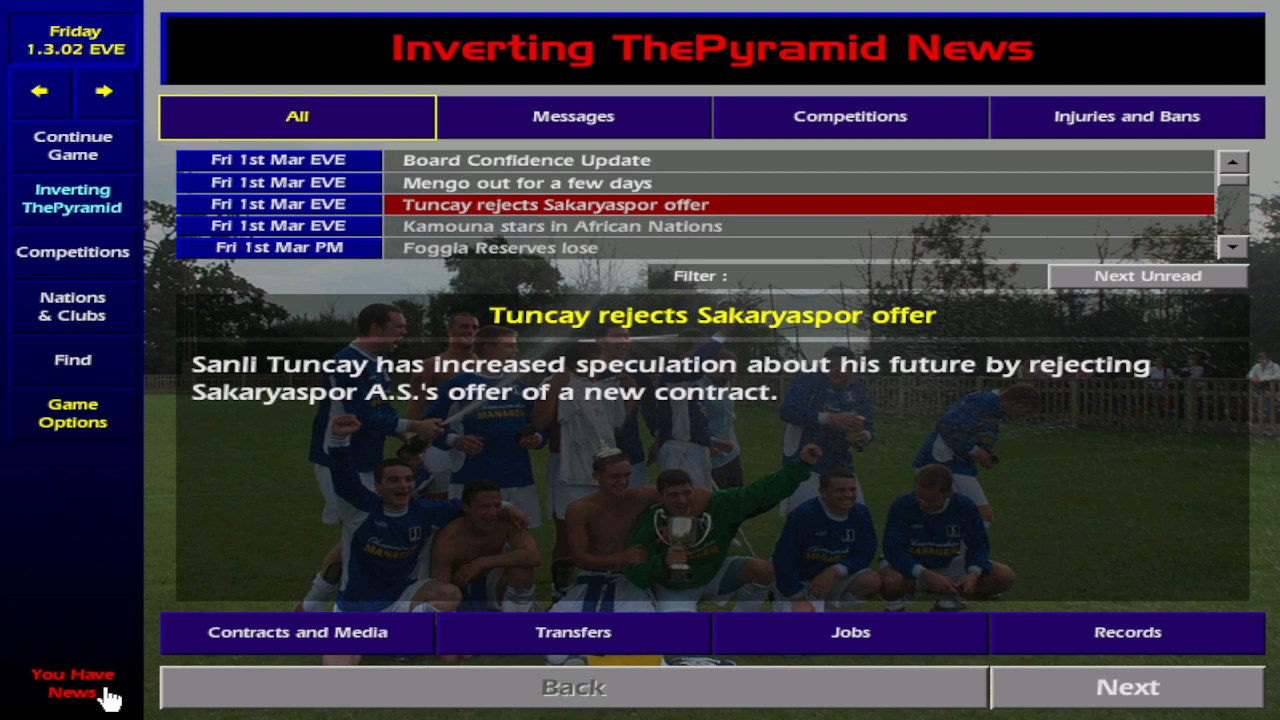 Friday
1.3.02 EVE
Continue
Game
Inverting
ThePyramid
Competitions
Nations
& Clubs
Find
Game
Options
You Have
News
Inverting ThePyramid News
All
Messages
Competitions
Injuries and Bans
Fri 1st Mar EVE Board Confidence Update
Fri 1st Mar EVE Mengo out for a few days
Fri 1st Mar EVE Tuncay rejects Sakaryaspor offer
Fri 1st Mar EVE Kamouna stars in African Nations
Fri 1st Mar PM Foggia Reserves lose
Filter :
Next Unread
Tuncay rejects Sakaryaspor offer
Sanli Tuncay has increased speculation about his future by rejecting
Sakaryaspor A.S.'s offer of a new contract.
MANAGER
Contracts and Media
Transfers
Jobs
Records
Back
Next